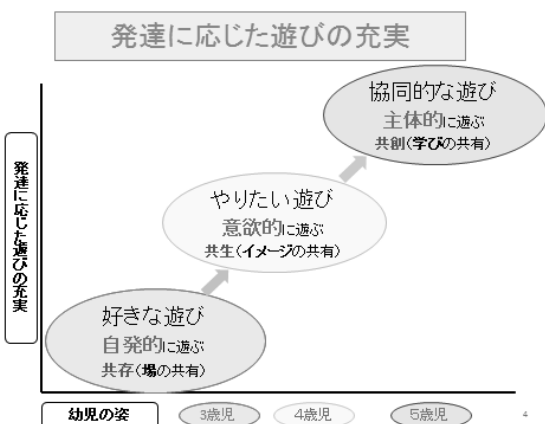 発達に応じた遊びの充実
協同的な遊び
主体的に遊ぶ
共創(学びの共有)
やりたい遊び
意欲的に遊ぶ
共生(イメージの共有)
好きな遊び
自発的に遊ぶ
共存(場の共有)
発達に応じた遊びの充実
幼児の姿
3歳児
4歳児
5歳児
4